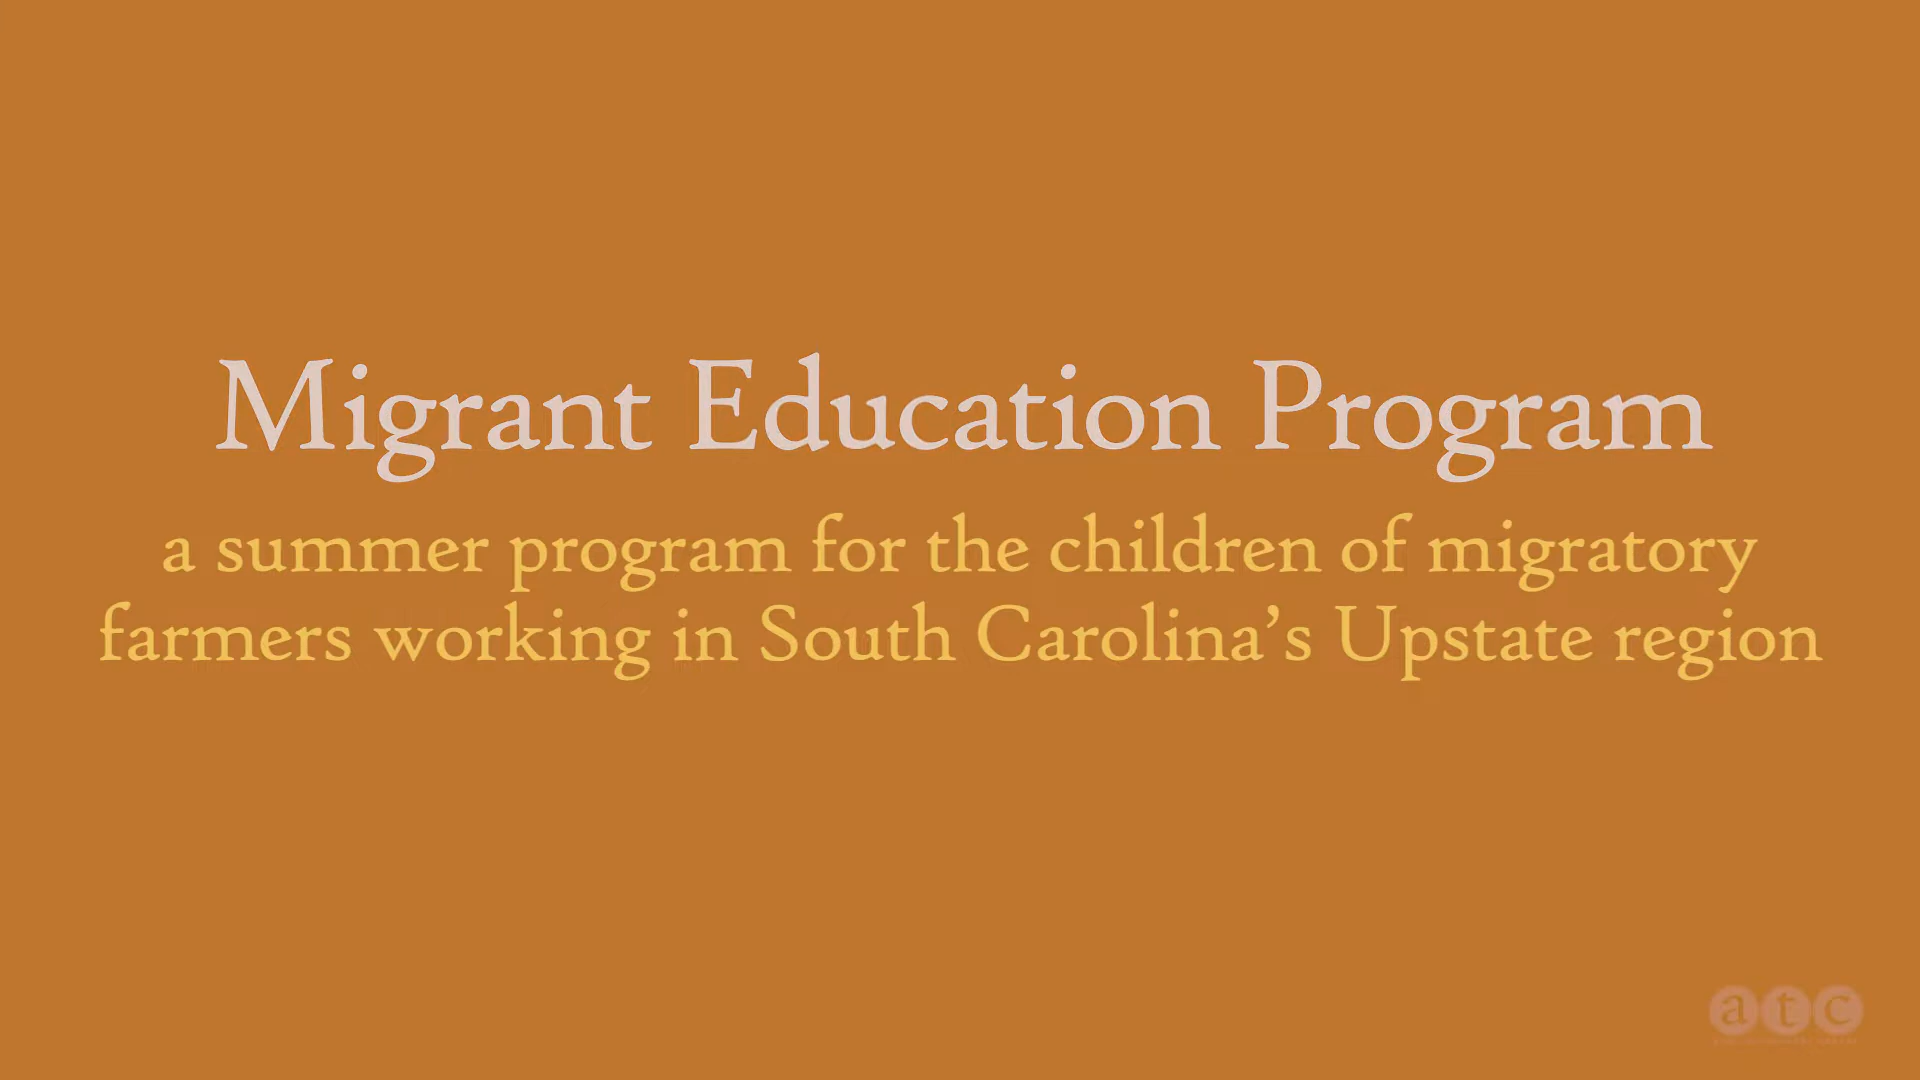 Migrant Education Program
a summer program for the children of migratory
farmers working in South Carolina’s Upstate region
atc